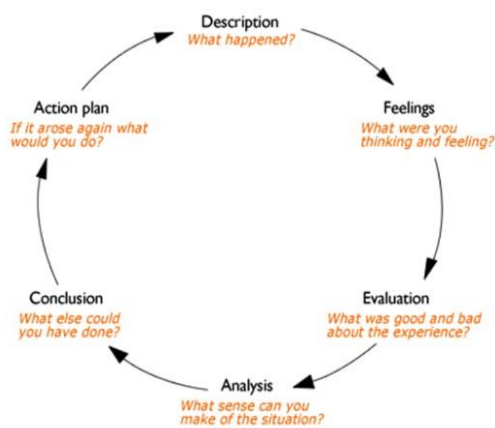 Description
What happened?
Feelings
What were you
thinking and feeling?
Evaluation
What was good and bad
about the experience?
Analysis
What sense can you
make of the situation?
Conclusion
What else could
you have done?
Action plan
If it arose again what
would you do?